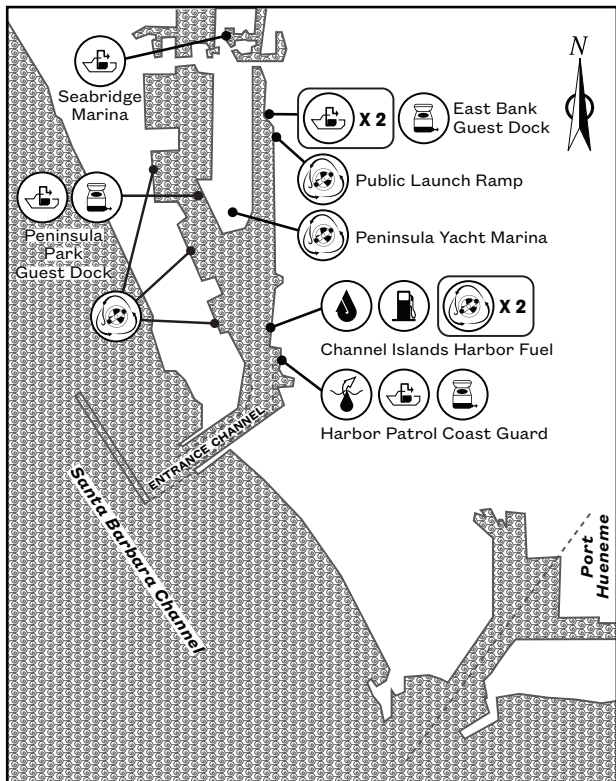 N
Seabridge
Marina
X 2
East Bank
Guest Dock
Public Launch Ramp
Peninsula
Park
Guest Dock
Peninsula Yacht Marina
X 2
Channel Islands Harbor Fuel
Harbor Patrol Coast Guard
ENTRANCE CHANNEL
Santa Barbara Channel
Port
Hueneme